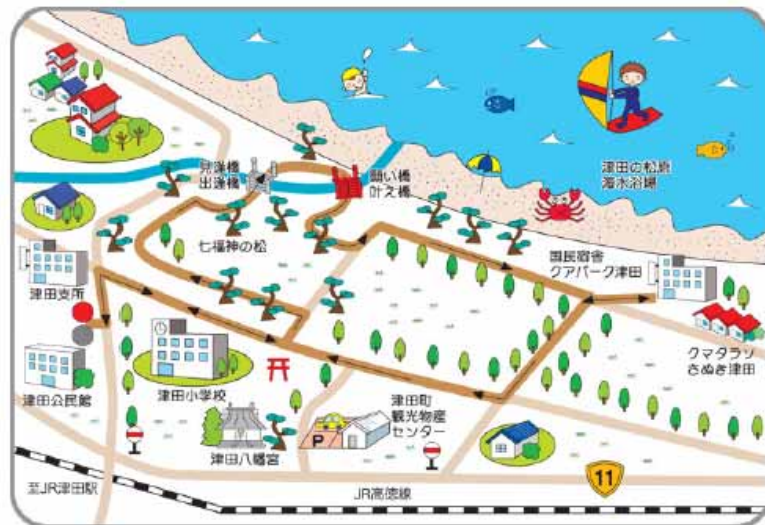 見返橋
出逢橋
願い橋
叶え橋
津田の松原
海水浴場
七福神の松
国民宿舎
クアパーク津田
津田支所
クマタラソ
さぬき津田
津田公民館
津田小学校
津田町
観光物産
センター
P
津田八幡宮
11
至JR津田駅
JR高徳線